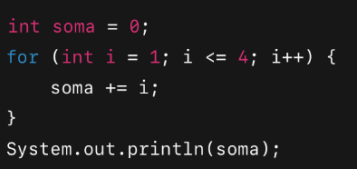 int soma = 0;
for (int i = 1; i <= 4; i++) {
    soma += i;
}
System.out.println(soma);